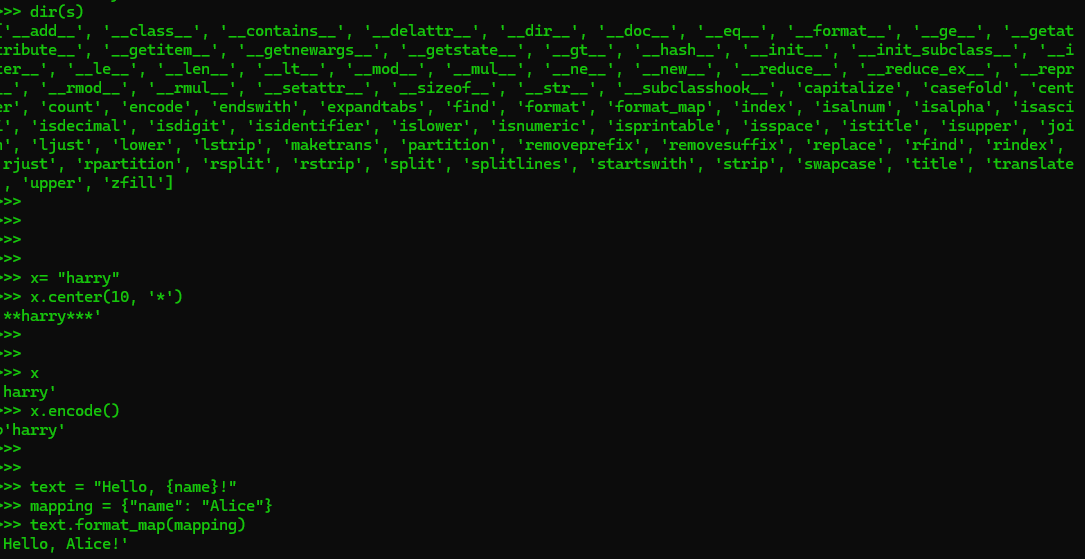 >>> dir(s)
['__add__', '__class__', '__contains__', '__delattr__', '__dir__', '__doc__', '__eq__', '__format__', '__ge__', '__getat
tribute__', '__getitem__', '__getnewargs__', '__getstate__', '__gt__', '__hash__', '__init__', '__init_subclass__', '__i
ter__', '__le__', '__len__', '__lt__', '__mod__', '__mul__', '__ne__', '__new__', '__reduce__', '__reduce_ex__', '__repr
__', '__rmod__', '__rmul__', '__setattr__', '__sizeof__', '__str__', '__subclasshook__', 'capitalize', 'casefold', 'cent
er', 'count', 'encode', 'endswith', 'expandtabs', 'find', 'format', 'format_map', 'index', 'isalnum', 'isalpha', 'isasci
i', 'isdecimal', 'isdigit', 'isidentifier', 'islower', 'isnumeric', 'isprintable', 'isspace', 'istitle', 'isupper', 'joi
n', 'ljust', 'lower', 'lstrip', 'maketrans', 'partition', 'removeprefix', 'removesuffix', 'replace', 'rfind', 'rindex',
rjust', 'rpartition', 'rsplit', 'rstrip', 'split', 'splitlines', 'startswith', 'strip', 'swapcase', 'title', 'translate
, 'upper', 'zfill']
>>>
>>>
>>>
>>>
>>> x= "harry"
>>> x.center(10, '*')
**harry***'
>>>
>>>
>>> x
harry'
>>> x.encode()
b'harry'
>>>
>>>
>>> text = "Hello, {name}!"
>>> mapping = {"name": "Alice"}
>>> text.format_map(mapping)
Hello, Alice!'